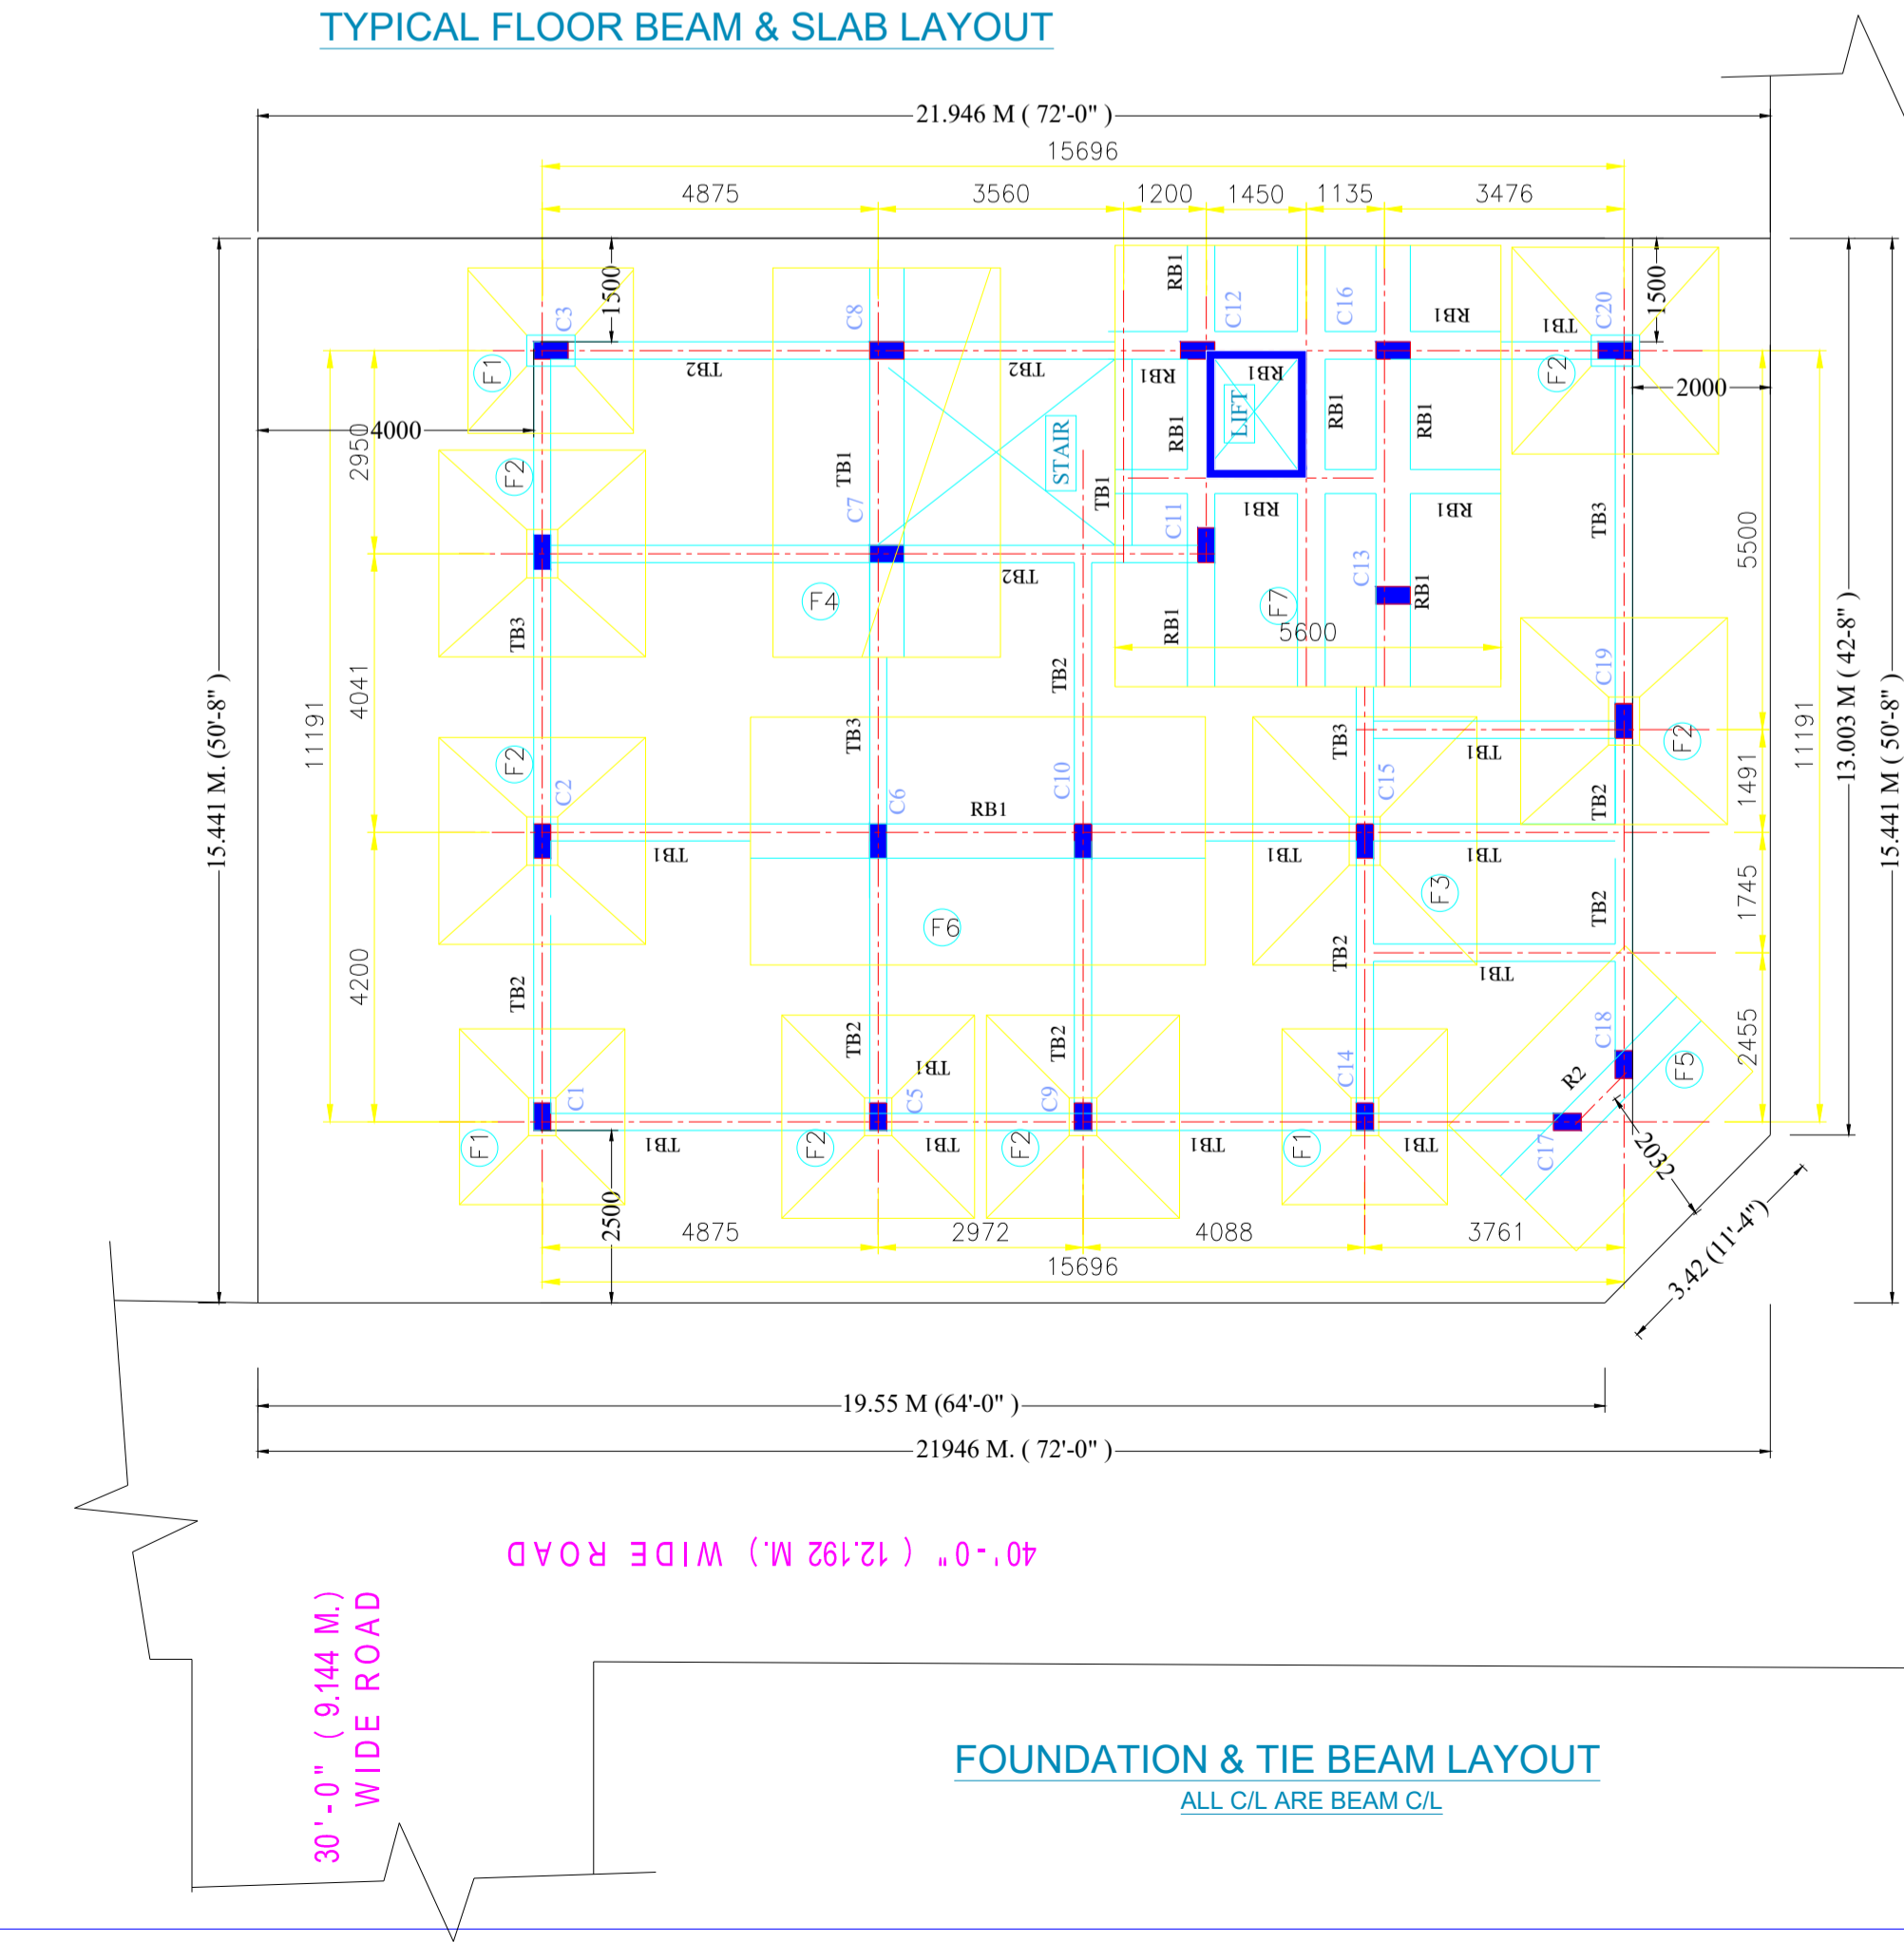 TYPICAL FLOOR BEAM & SLAB LAYOUT
21.946 M ( 72'-0" )
15696
4875
3560
1200
1450
1135
3476
1500
C3
C8
RB1
C12
C16
RB1
TB1
C20
1500
F1
TB2
TB2
RB1
RB1
F2
2000
4000
2950
F2
TB1
C7
STAIR
TB1
RB1
LIFT
RB1
RB1
C11
RB1
RB1
TB3
5500
TB2
C13
RB1
F4
F7
RB1
5600
TB3
TB2
C19
15.441 M. (50'-8" )
11191
4041
F2
C2
TB3
C6
RB1
C10
TB3
C15
TB1
F2
TB2
1491
11191
13.003 M ( 42-8" )
15.441 M ( 50'-8" )
TB1
TB1
TB1
F3
TB2
1745
F6
4200
TB2
TB2
TB1
TB2
TB2
TB1
C18
R2
F5
2455
C1
C5
C9
C14
C17
F1
TB1
F2
TB1
F2
TB1
F1
TB1
2032
2500
4875
2972
4088
3761
15696
3.42 (11'-4")
19.55 M (64'-0" )
21946 M. ( 72'-0" )
40'-0" ( 12.192 M.) WIDE ROAD
30'-0" ( 9.144 M.)
WIDE ROAD
FOUNDATION & TIE BEAM LAYOUT
ALL C/L ARE BEAM C/L